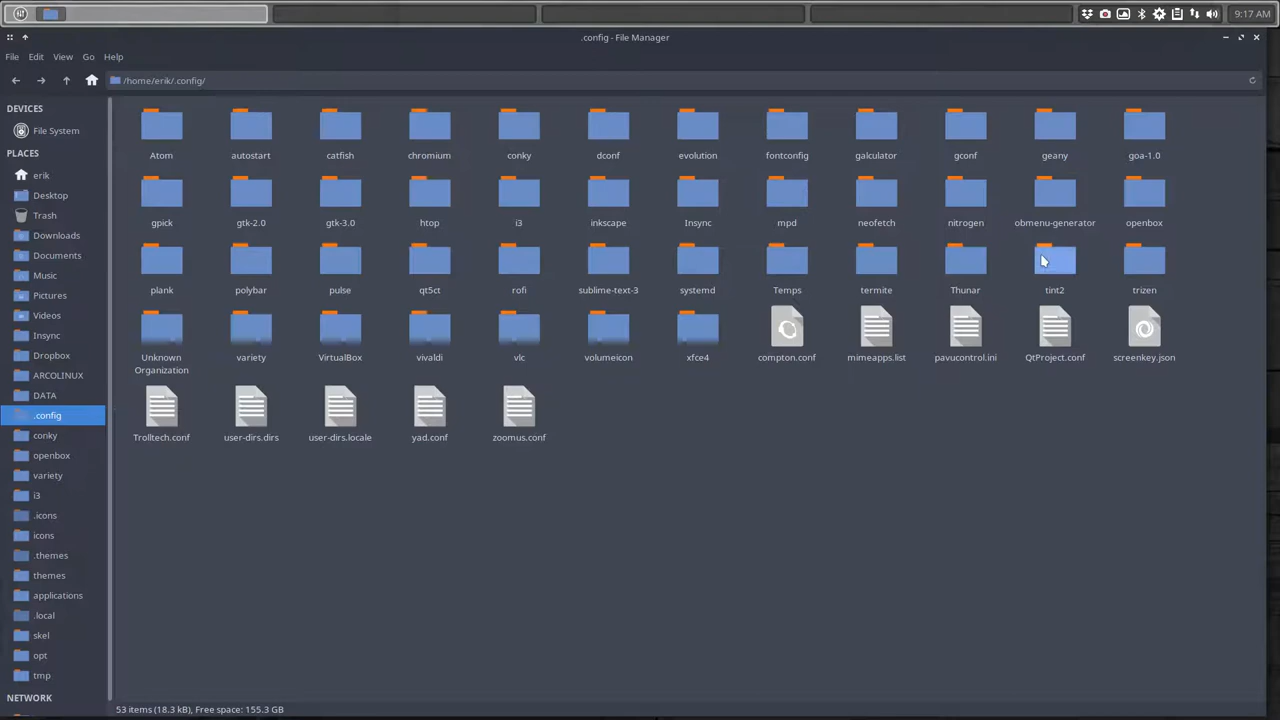 9:17 AM
.config - File Manager
File Edit View Go Help
/home/erik/.config/
DEVICES
File System
PLACES
erik
Desktop
Trash
Downloads
Documents
Music
Pictures
Videos
Insync
Dropbox
ARCOLINUX
DATA
.config
conky
openbox
variety
i3
.icons
icons
.themes
themes
applications
.local
skel
opt
tmp
NETWORK
Atom autostart catfish chromium conky dconf evolution fontconfig galculator gconf geany goa-1.0
gpick gtk-2.0 gtk-3.0 htop i3 inkscape Insync mpd neofetch nitrogen obmenu-generator openbox
plank polybar pulse qt5ct rofi sublime-text-3 systemd Temps termite Thunar tint2 trizen
Unknown Organization variety VirtualBox vivaldi vlc volumeicon xfce4 compton.conf mimeapps.list pavucontrol.ini QtProject.conf screenkey.json
Trolltech.conf user-dirs.dirs user-dirs.locale yad.conf zoomus.conf
53 items (18.3 kB), Free space: 155.3 GB